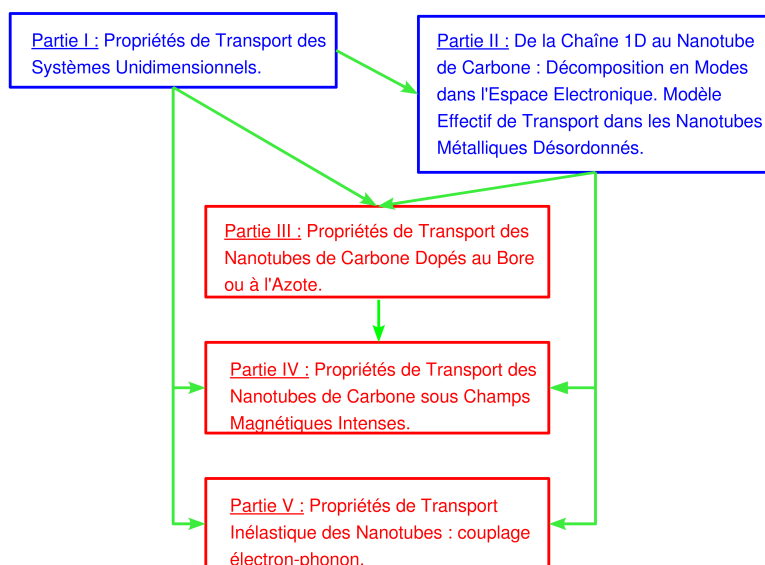 Partie I : Propriétés de Transport des
Systèmes Unidimensionnels.
Partie II : De la Chaîne 1D au Nanotube
de Carbone : Décomposition en Modes
dans l'Espace Electronique. Modèle
Effectif de Transport dans les Nanotubes
Métalliques Désordonnés.
Partie III : Propriétés de Transport des
Nanotubes de Carbone Dopés au Bore
ou à l'Azote.
Partie IV : Propriétés de Transport des
Nanotubes de Carbone sous Champs
Magnétiques Intenses.
Partie V : Propriétés de Transport
Inélastique des Nanotubes : couplage
électron-phonon.